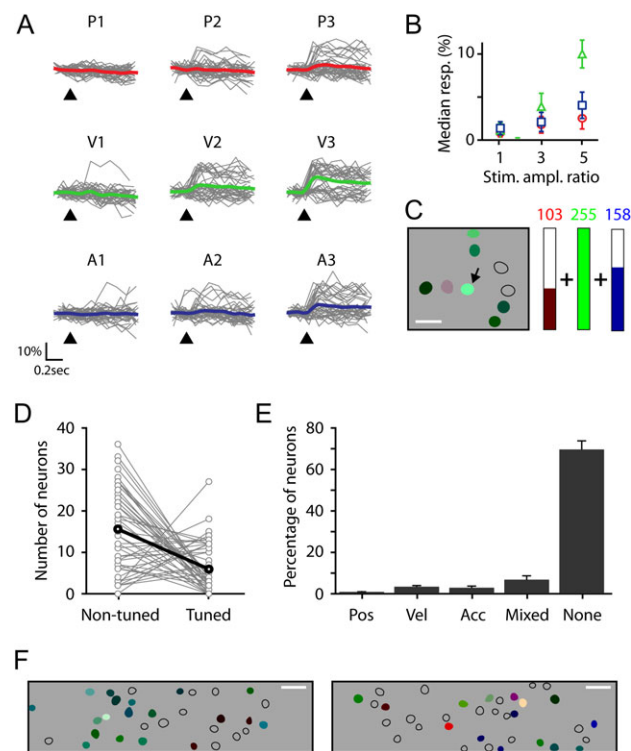 A
P1 P2 P3
V1 V2 V3
A1 A2 A3
10%
0.2sec
B
Median resp. (%)
10
0
1 3 5
Stim. ampl. ratio
C
103 255 158
+ +
D
Number of neurons
40
30
20
10
0
Non-tuned Tuned
E
Percentage of neurons
80
60
40
20
0
Pos Vel Acc Mixed None
F